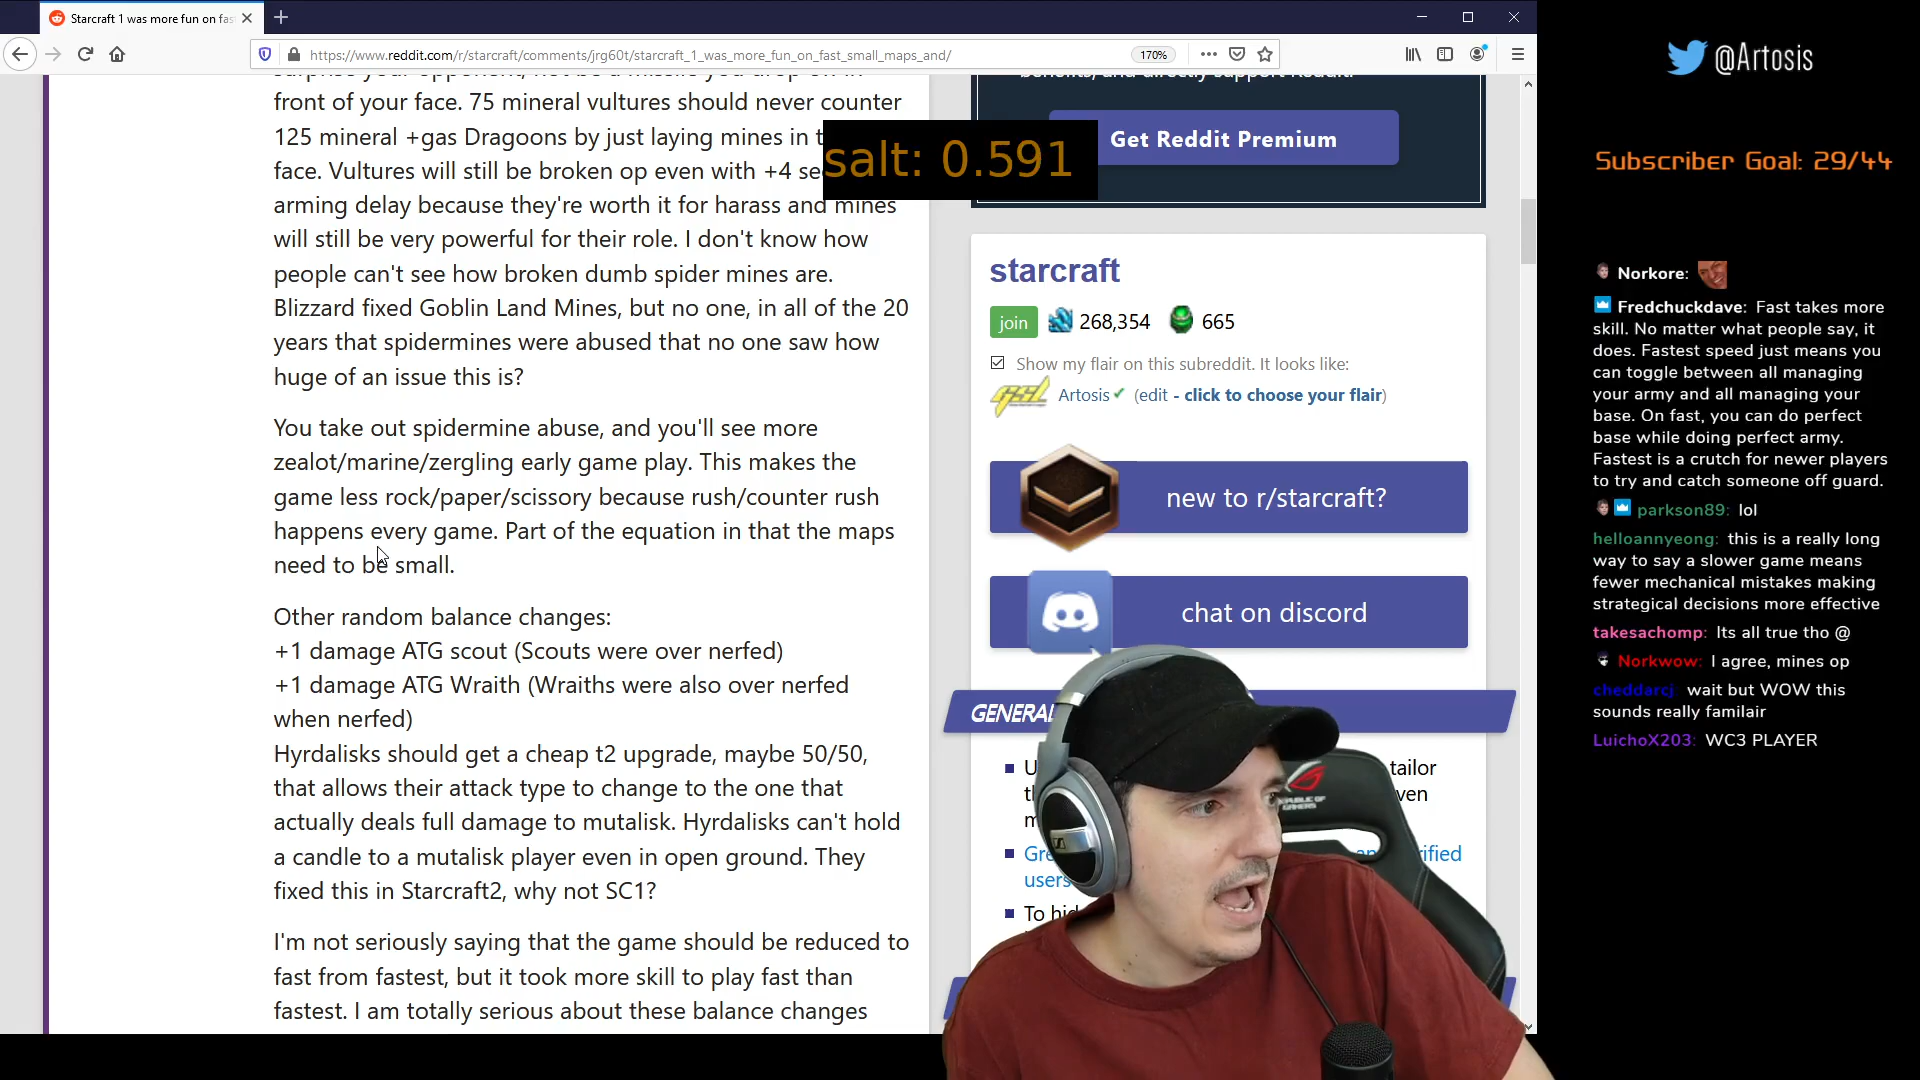 Starcraft 1 was more fun on fas
https://www.reddit.com/r/starcraft/comments/jrg60t/starcraft_1_was_more_fun_on_fast_small_maps_and/
170%
front of your face. 75 mineral vultures should never counter
125 mineral +gas Dragoons by just laying mines in t
face. Vultures will still be broken op even with +4 se
arming delay because they're worth it for harass and mines
will still be very powerful for their role. I don't know how
people can't see how broken dumb spider mines are.
Blizzard fixed Goblin Land Mines, but no one, in all of the 20
years that spidermines were abused that no one saw how
huge of an issue this is?
You take out spidermine abuse, and you'll see more
zealot/marine/zergling early game play. This makes the
game less rock/paper/scissory because rush/counter rush
happens every game. Part of the equation in that the maps
need to be small.
Other random balance changes:
+1 damage ATG scout (Scouts were over nerfed)
+1 damage ATG Wraith (Wraiths were also over nerfed
when nerfed)
Hyrdalisks should get a cheap t2 upgrade, maybe 50/50,
that allows their attack type to change to the one that
actually deals full damage to mutalisk. Hyrdalisks can't hold
a candle to a mutalisk player even in open ground. They
fixed this in Starcraft2, why not SC1?
I'm not seriously saying that the game should be reduced to
fast from fastest, but it took more skill to play fast than
fastest. I am totally serious about these balance changes
salt: 0.591
benefits, and directly support Reddit.
Get Reddit Premium
starcraft
join 268,354 665
Show my flair on this subreddit. It looks like:
GSL Artosis (edit - click to choose your flair)
new to r/starcraft?
chat on discord
GENERAL
tailor
ven
Gre
rified
users
To hid
REPUBLIC OF
GAMERS
@Artosis
Subscriber Goal: 29/44
Norkore:
Fredchuckdave: Fast takes more
skill. No matter what people say, it
does. Fastest speed just means you
can toggle between all managing
your army and all managing your
base. On fast, you can do perfect
base while doing perfect army.
Fastest is a crutch for newer players
to try and catch someone off guard.
parkson89: lol
helloannyeong: this is a really long
way to say a slower game means
fewer mechanical mistakes making
strategical decisions more effective
takesachomp: Its all true tho @
Norkwow: I agree, mines op
cheddarcj: wait but WOW this
sounds really familair
LuichoX203: WC3 PLAYER